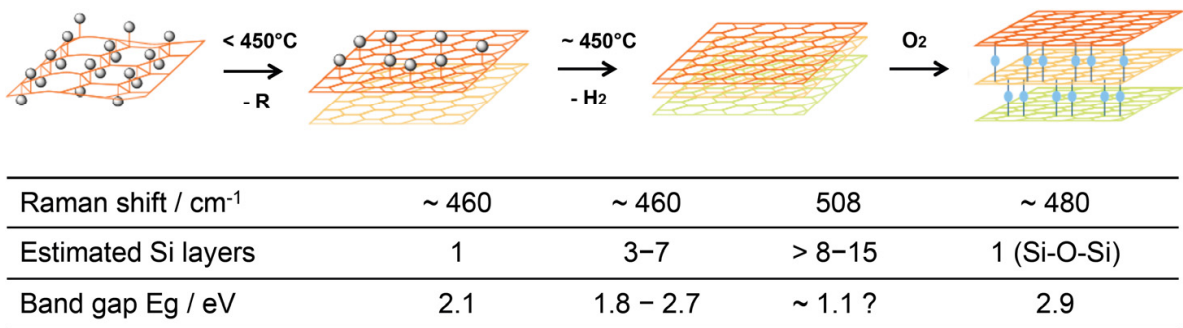 < 450°C
- R
~ 450°C
- H2
O2
Raman shift / cm-1 ~ 460 ~ 460 508 ~ 480
Estimated Si layers 1 3−7 > 8−15 1 (Si-O-Si)
Band gap Eg / eV 2.1 1.8 − 2.7 ~ 1.1 ? 2.9